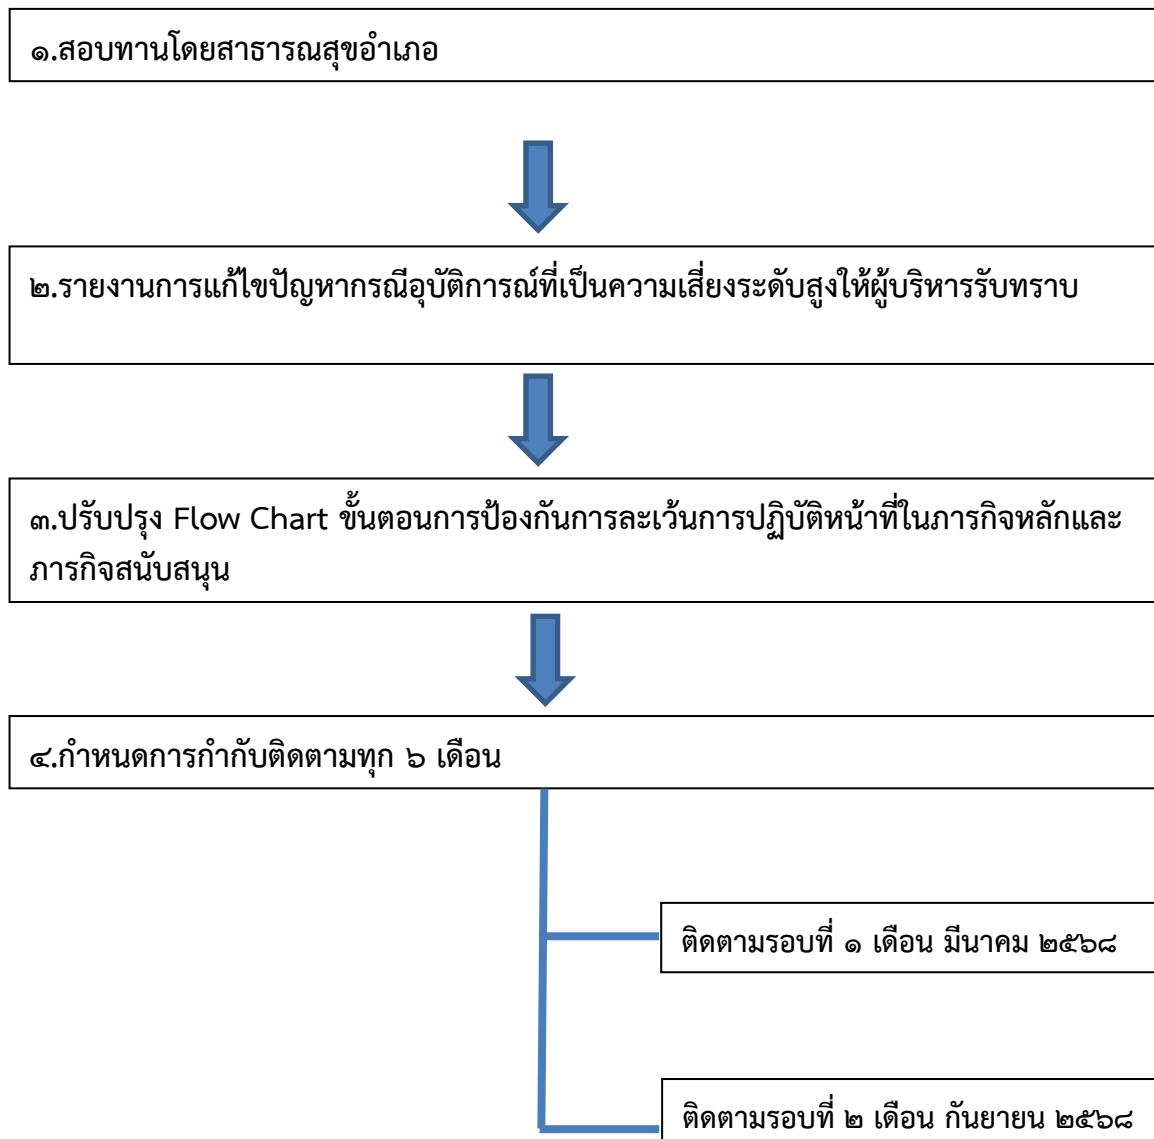 ๑.สอบทานโดยสาธารณสุขอำเภอ
๒.รายงานการแก้ไขปัญหากรณีอุบัติการณ์ที่เป็นความเสี่ยงระดับสูงให้ผู้บริหารรับทราบ
๓.ปรับปรุง Flow Chart ขั้นตอนการป้องกันการละเว้นการปฏิบัติหน้าที่ในภารกิจหลักและ
ภารกิจสนับสนุน
๔.กำหนดการกำกับติดตามทุก ๖ เดือน
ติดตามรอบที่ ๑ เดือน มีนาคม ๒๕๖๘
ติดตามรอบที่ ๒ เดือน กันยายน ๒๕๖๘